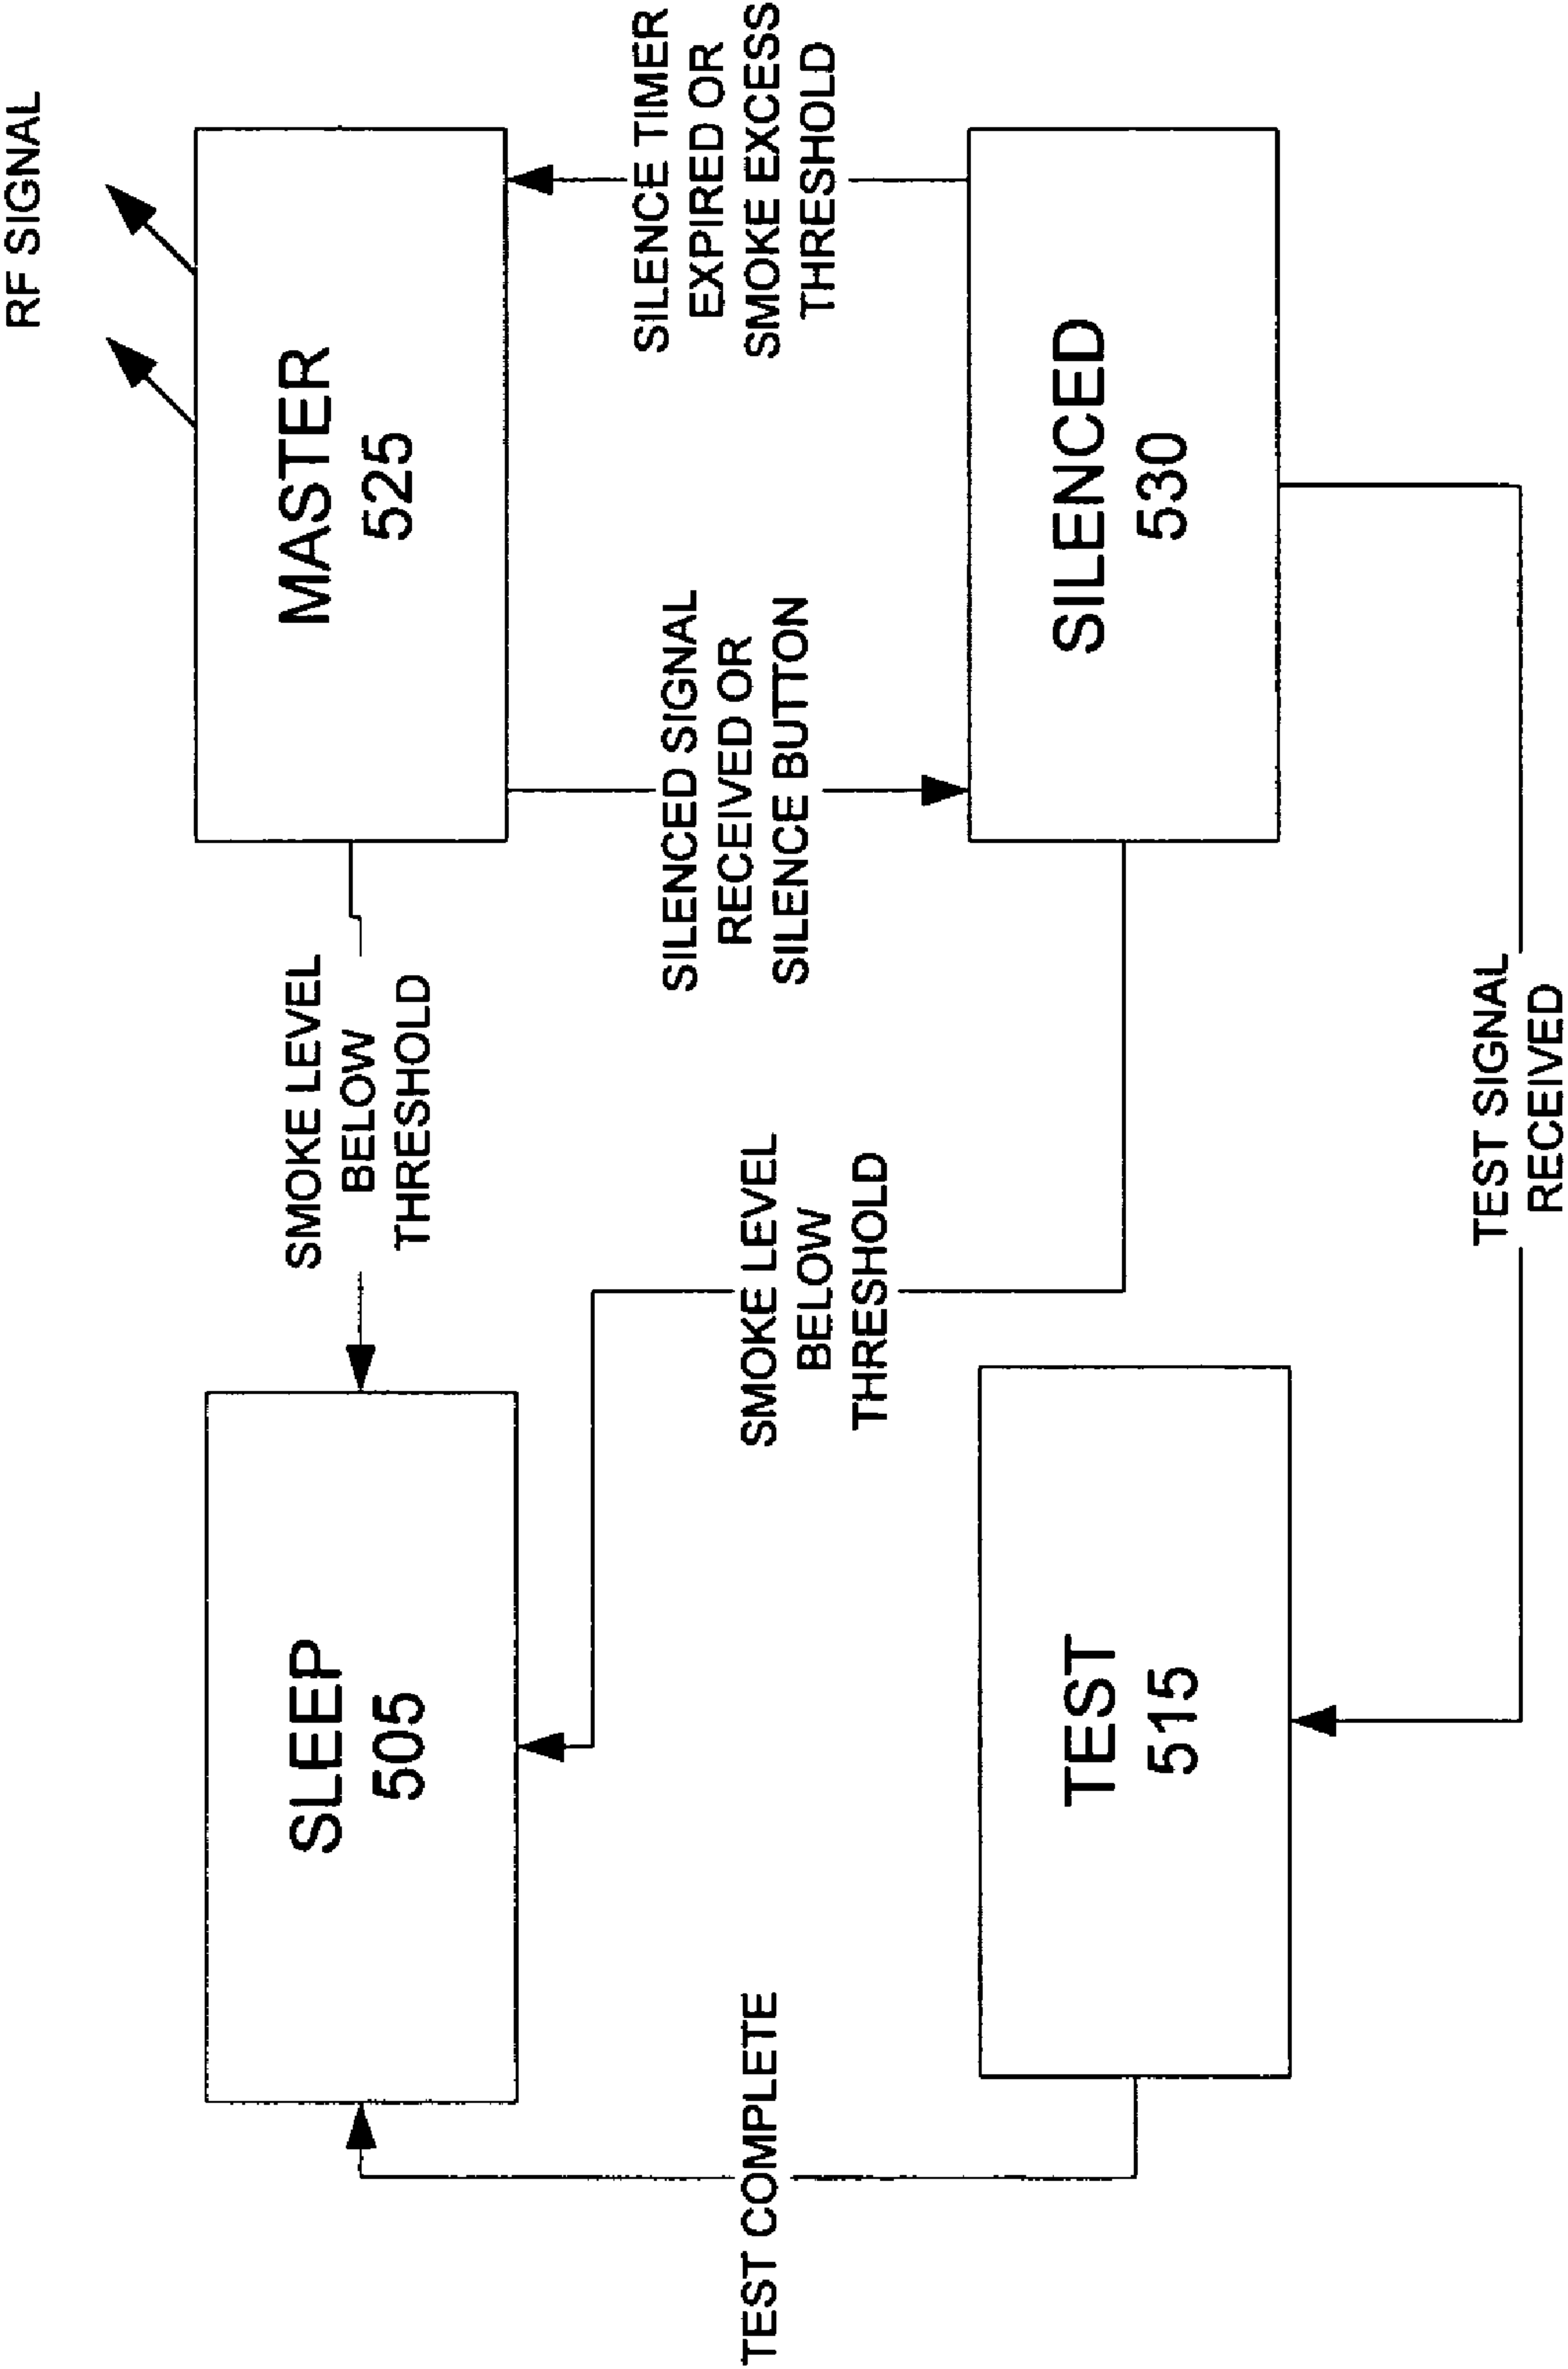 RF SIGNAL
SLEEP
505
SMOKE LEVEL
BELOW
THRESHOLD
MASTER
525
TEST COMPLETE
SMOKE LEVEL
BELOW
THRESHOLD
SILENCED SIGNAL
RECEIVED OR
SILENCE BUTTON
SILENCE TIMER
EXPIRED OR
SMOKE EXCESS
THRESHOLD
TEST
515
SILENCED
530
TEST SIGNAL
RECEIVED